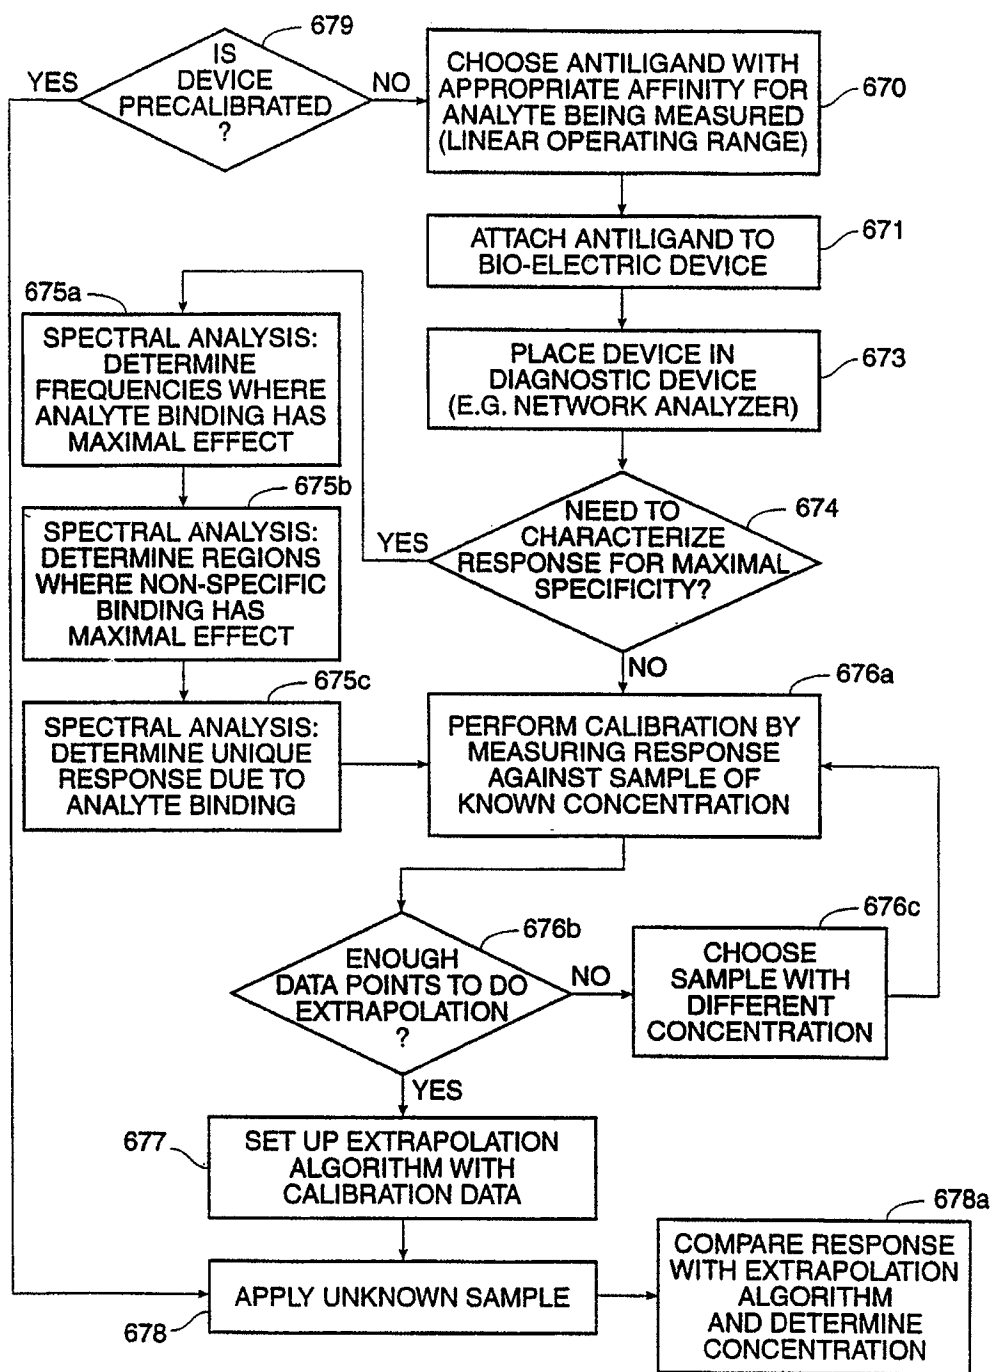 679
IS
DEVICE
PRECALIBRATED
?
YES
NO
CHOOSE ANTILIGAND WITH
APPROPRIATE AFFINITY FOR
ANALYTE BEING MEASURED
(LINEAR OPERATING RANGE)
670
ATTACH ANTILIGAND TO
BIO-ELECTRIC DEVICE
671
PLACE DEVICE IN
DIAGNOSTIC DEVICE
(E.G. NETWORK ANALYZER)
673
NEED TO
CHARACTERIZE
RESPONSE FOR MAXIMAL
SPECIFICITY?
674
YES
NO
675a
SPECTRAL ANALYSIS:
DETERMINE
FREQUENCIES WHERE
ANALYTE BINDING HAS
MAXIMAL EFFECT
675b
SPECTRAL ANALYSIS:
DETERMINE REGIONS
WHERE NON-SPECIFIC
BINDING HAS
MAXIMAL EFFECT
675c
SPECTRAL ANALYSIS:
DETERMINE UNIQUE
RESPONSE DUE TO
ANALYTE BINDING
676a
PERFORM CALIBRATION BY
MEASURING RESPONSE
AGAINST SAMPLE OF
KNOWN CONCENTRATION
676b
ENOUGH
DATA POINTS TO DO
EXTRAPOLATION
?
NO
YES
676c
CHOOSE
SAMPLE WITH
DIFFERENT
CONCENTRATION
677
SET UP EXTRAPOLATION
ALGORITHM WITH
CALIBRATION DATA
APPLY UNKNOWN SAMPLE
678
678a
COMPARE RESPONSE
WITH EXTRAPOLATION
ALGORITHM
AND DETERMINE
CONCENTRATION